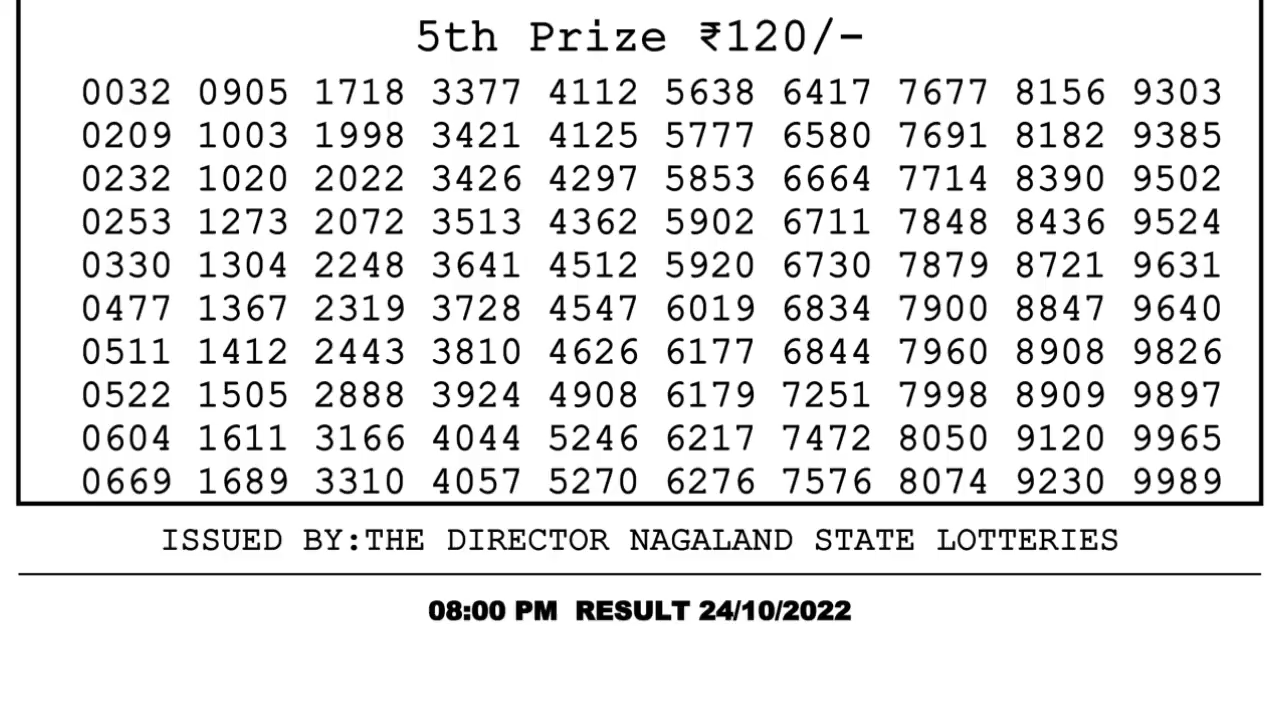 5th Prize ₹120/-
0032 0905 1718 3377 4112 5638 6417 7677 8156 9303
0209 1003 1998 3421 4125 5777 6580 7691 8182 9385
0232 1020 2022 3426 4297 5853 6664 7714 8390 9502
0253 1273 2072 3513 4362 5902 6711 7848 8436 9524
0330 1304 2248 3641 4512 5920 6730 7879 8721 9631
0477 1367 2319 3728 4547 6019 6834 7900 8847 9640
0511 1412 2443 3810 4626 6177 6844 7960 8908 9826
0522 1505 2888 3924 4908 6179 7251 7998 8909 9897
0604 1611 3166 4044 5246 6217 7472 8050 9120 9965
0669 1689 3310 4057 5270 6276 7576 8074 9230 9989
ISSUED BY:THE DIRECTOR NAGALAND STATE LOTTERIES
08:00 PM RESULT 24/10/2022